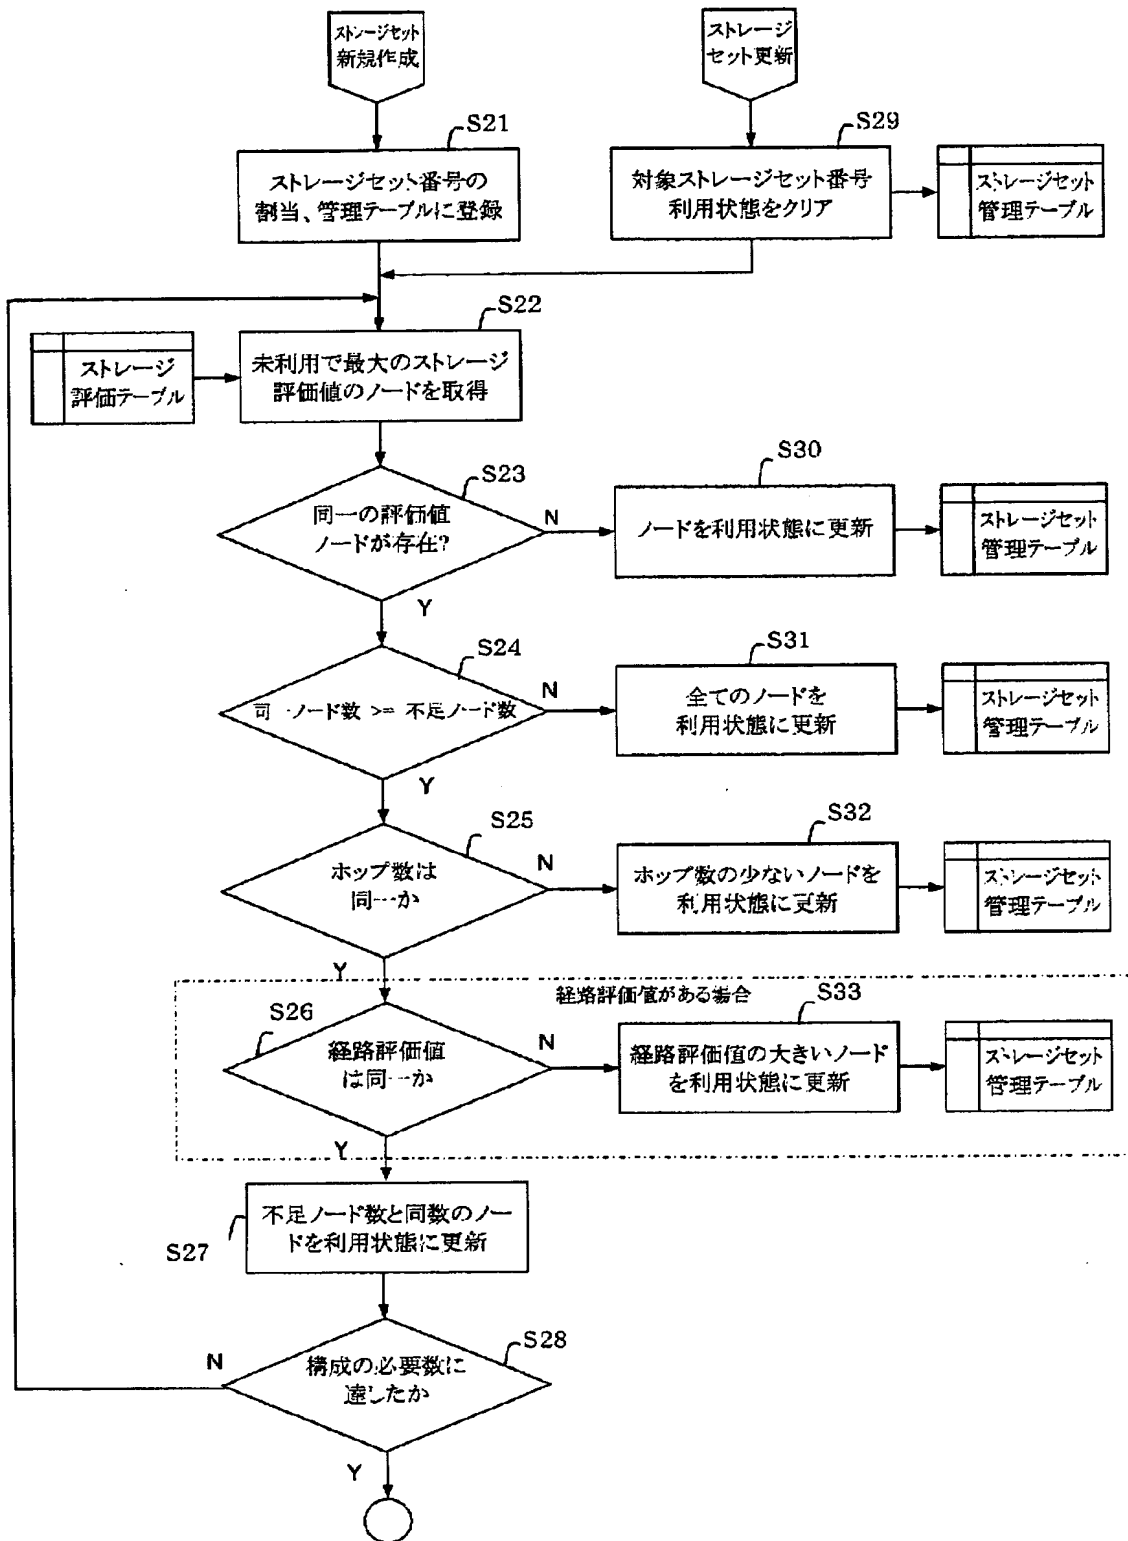 ストレージセット
新規作成
ストレージ
セット更新
S21
ストレージセット番号の
割当、管理テーブルに登録
S29
対象ストレージセット番号
利用状態をクリア
ストレージセット
管理テーブル
S22
ストレージ
評価テーブル
未利用で最大のストレージ
評価値のノードを取得
S23
同一の評価値
ノードが存在?
N
Y
S30
ノードを利用状態に更新
ストレージセット
管理テーブル
S24
同一ノード数 >= 不足ノード数
N
Y
S31
全てのノードを
利用状態に更新
ストレージセット
管理テーブル
S25
ホップ数は
同一か
N
Y
S32
ホップ数の少ないノードを
利用状態に更新
ストレージセット
管理テーブル
経路評価値がある場合
S26
経路評価値
は同一か
N
Y
S33
経路評価値の大きいノード
を利用状態に更新
ストレージセット
管理テーブル
S27
不足ノード数と同数のノー
ドを利用状態に更新
S28
構成の必要数に
達したか
N
Y